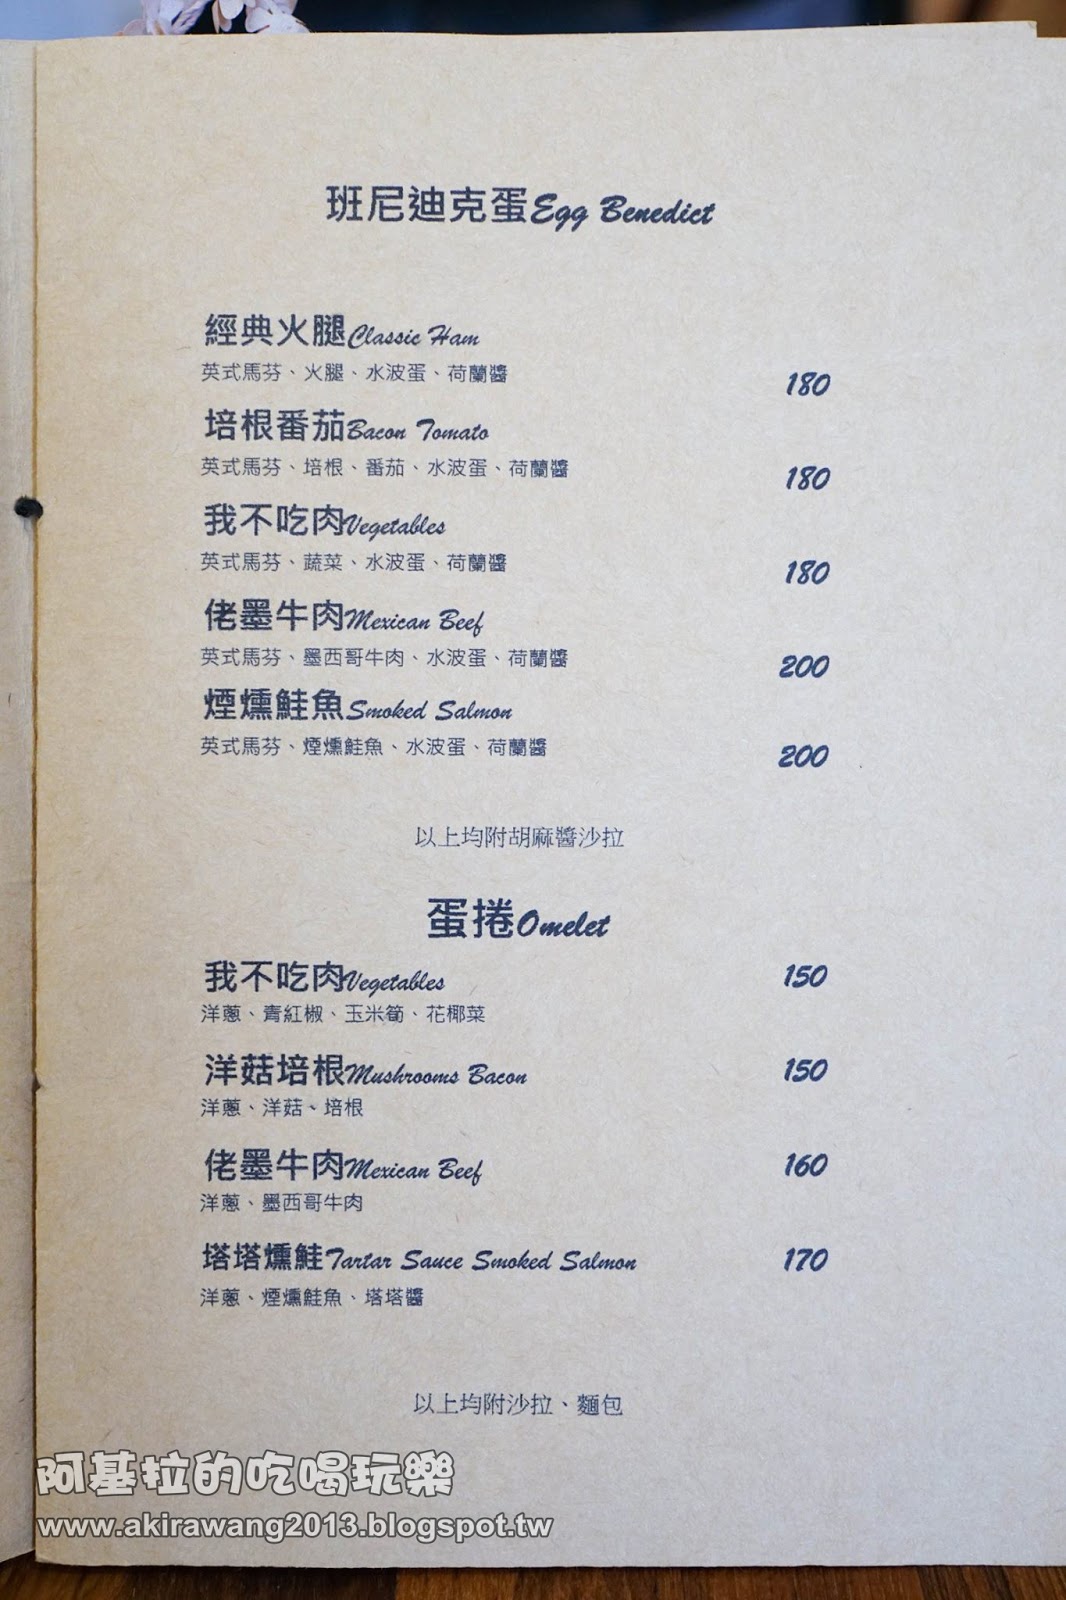 班尼迪克蛋Egg Benedict
經典火腿Classic Ham
英式馬芬、火腿、水波蛋、荷蘭醬
180
培根番茄Bacon Tomato
英式馬芬、培根、番茄、水波蛋、荷蘭醬
180
我不吃肉Vegetables
英式馬芬、蔬菜、水波蛋、荷蘭醬
180
佬墨牛肉Mexican Beef
英式馬芬、墨西哥牛肉、水波蛋、荷蘭醬
200
煙燻鮭魚Smoked Salmon
英式馬芬、煙燻鮭魚、水波蛋、荷蘭醬
200
以上均附胡麻醬沙拉
蛋捲Omelet
我不吃肉Vegetables 150
洋蔥、青紅椒、玉米筍、花椰菜
洋菇培根Mushrooms Bacon 150
洋蔥、洋菇、培根
佬墨牛肉Mexican Beef 160
洋蔥、墨西哥牛肉
塔塔燻鮭Tartar Sauce Smoked Salmon 170
洋蔥、煙燻鮭魚、塔塔醬
以上均附沙拉、麵包
阿基拉的吃喝玩樂
www.akirawang2013.blogspot.tw